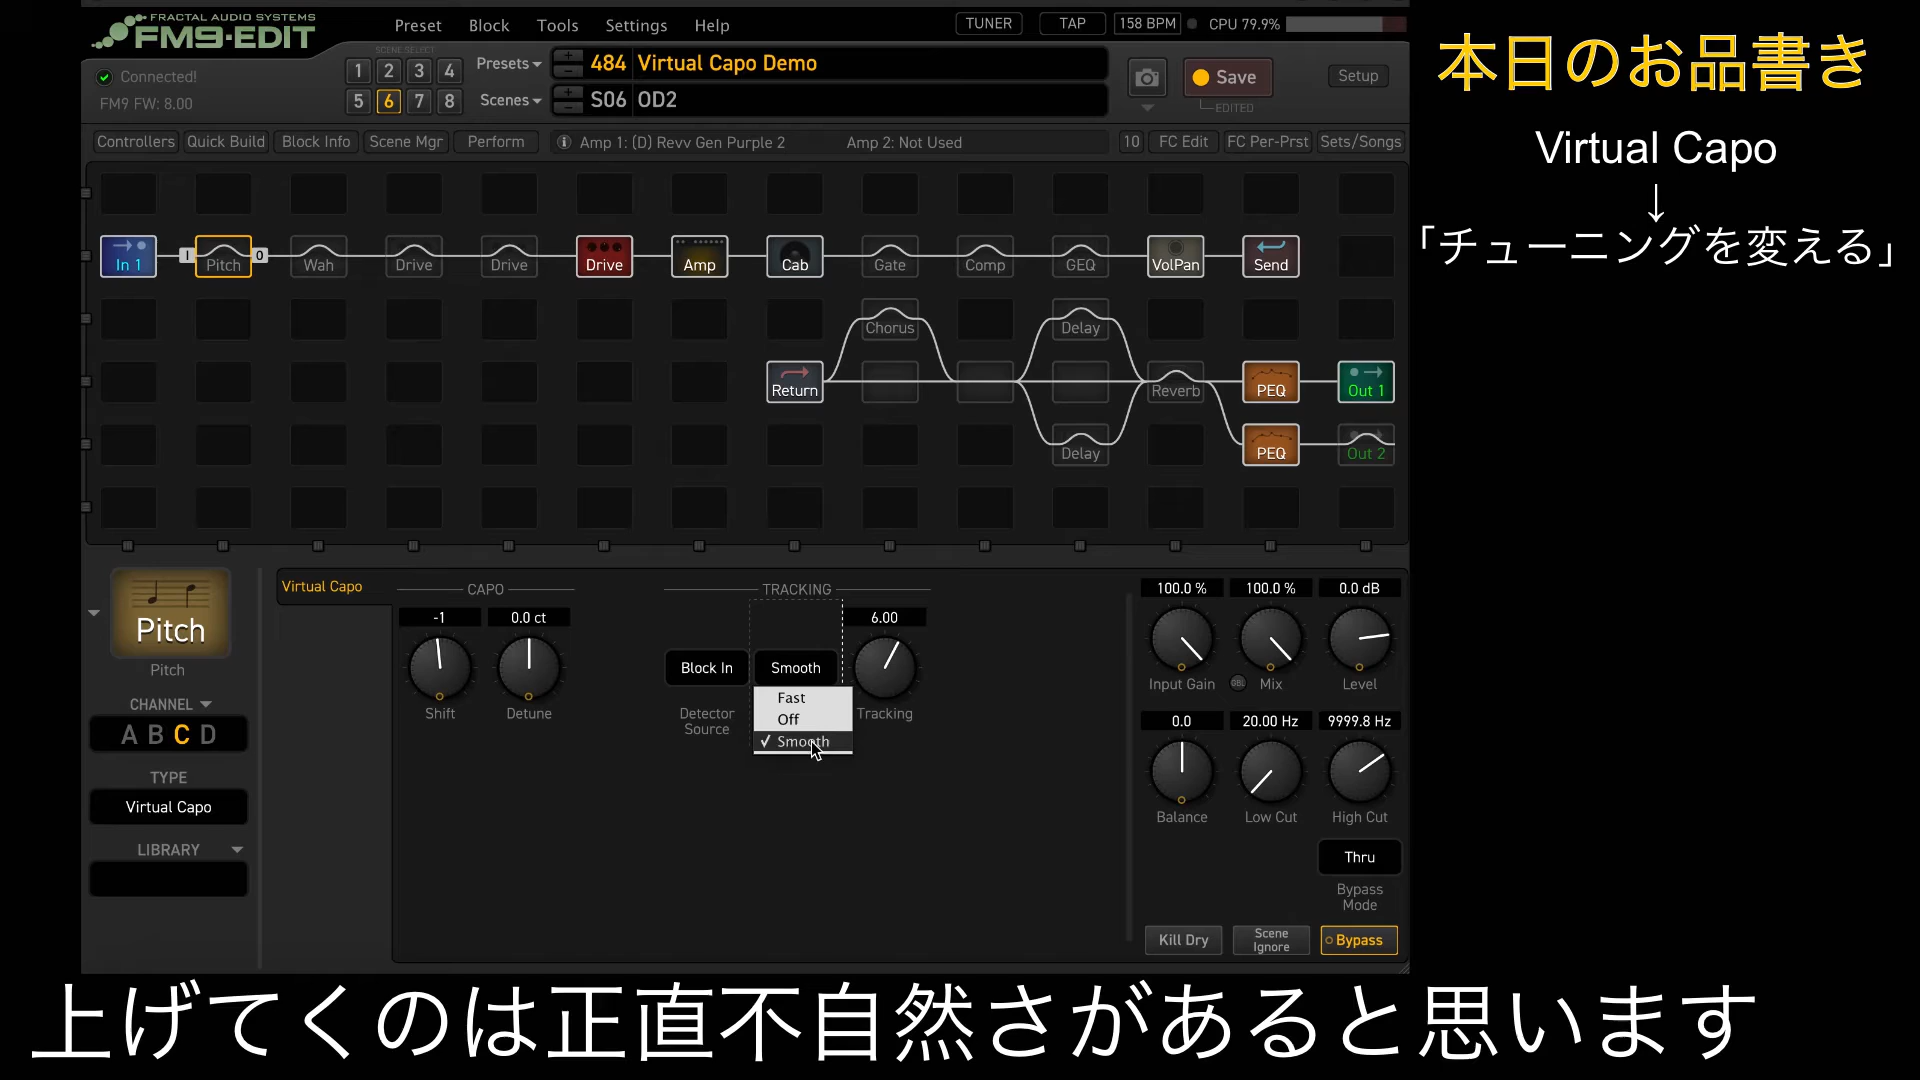 FRACTAL AUDIO SYSTEMS
FM9-EDIT
Preset Block Tools Settings Help
TUNER TAP 158 BPM CPU 79.9%
Connected!
FM9 FW: 8.00
SCENE SELECT
1 2 3 4
5 6 7 8
Presets 484 Virtual Capo Demo
Scenes S06 OD2
Save
EDITED
Setup
Controllers Quick Build Block Info Scene Mgr Perform Amp 1: (D) Revv Gen Purple 2 Amp 2: Not Used 10 FC Edit FC Per-Prst Sets/Songs
In 1 I Pitch O Wah Drive Drive Drive Amp Cab Gate Comp GEQ VolPan Send
Chorus Delay
Return Reverb PEQ Out 1
Delay PEQ Out 2
Pitch
Pitch
CHANNEL
A B C D
TYPE
Virtual Capo
LIBRARY
Virtual Capo
CAPO
-1 0.0 ct
Shift Detune
TRACKING
6.00
Block In Smooth
Detector
Source
Tracking
Fast
Off
✓ Smooth
100.0 % 100.0 % 0.0 dB
Input Gain GBL Mix Level
0.0 20.00 Hz 9999.8 Hz
Balance Low Cut High Cut
Thru
Bypass
Mode
Kill Dry Scene Ignore Bypass
本日のお品書き
Virtual Capo
↓
「チューニングを変える」
上げてくのは正直不自然さがあると思います